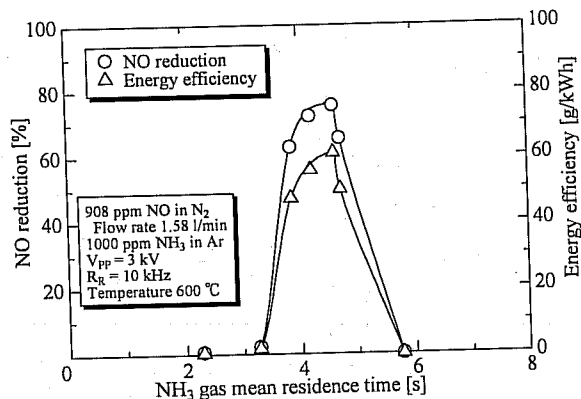 100
80
60
40
20
NO reduction [%]
NO reduction
Energy efficiency
908 ppm NO in N₂
Flow rate 1.58 l/min
1000 ppm NH₃ in Ar
V_PP = 3 kV
R_R = 10 kHz
Temperature 600 ℃
100
80
60
40
20
0
Energy efficiency [g/kWh]
0 2 4 6 8
NH₃ gas mean residence time [s]